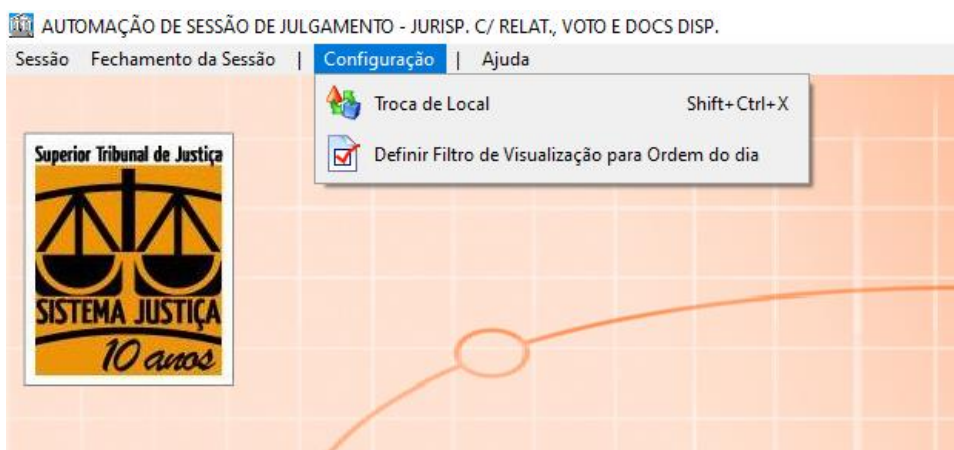 AUTOMAÇÃO DE SESSÃO DE JULGAMENTO - JURISP. C/ RELAT., VOTO E DOCS DISP.
Sessão Fechamento da Sessão | Configuração | Ajuda
Troca de Local Shift+Ctrl+X
Definir Filtro de Visualização para Ordem do dia
Superior Tribunal de Justiça
SISTEMA JUSTIÇA
10 anos